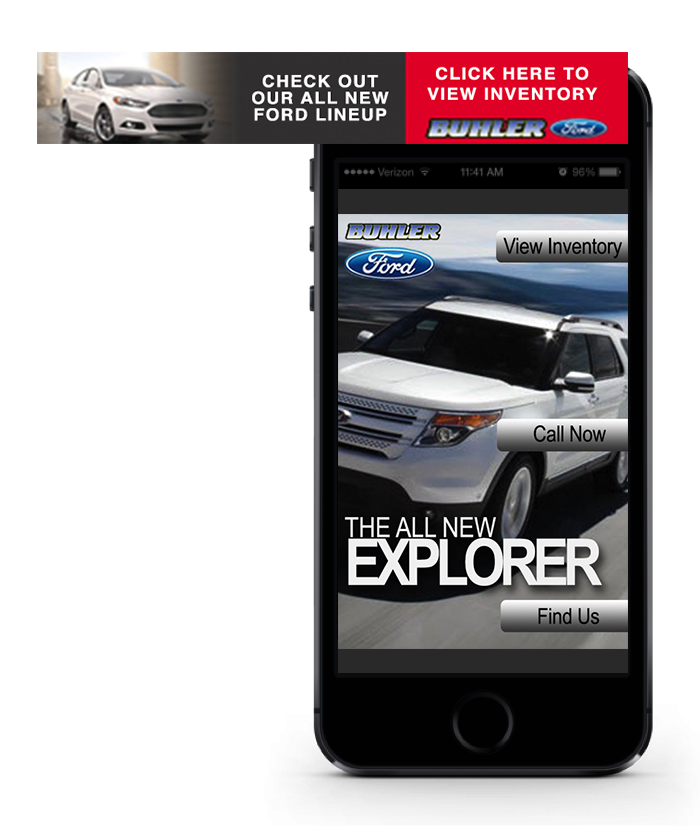 CHECK OUT
OUR ALL NEW
FORD LINEUP
CLICK HERE TO
VIEW INVENTORY
BUHLER Ford
Verizon 11:41 AM 96%
BUHLER
Ford
View Inventory
Call Now
THE ALL NEW
EXPLORER
Find Us